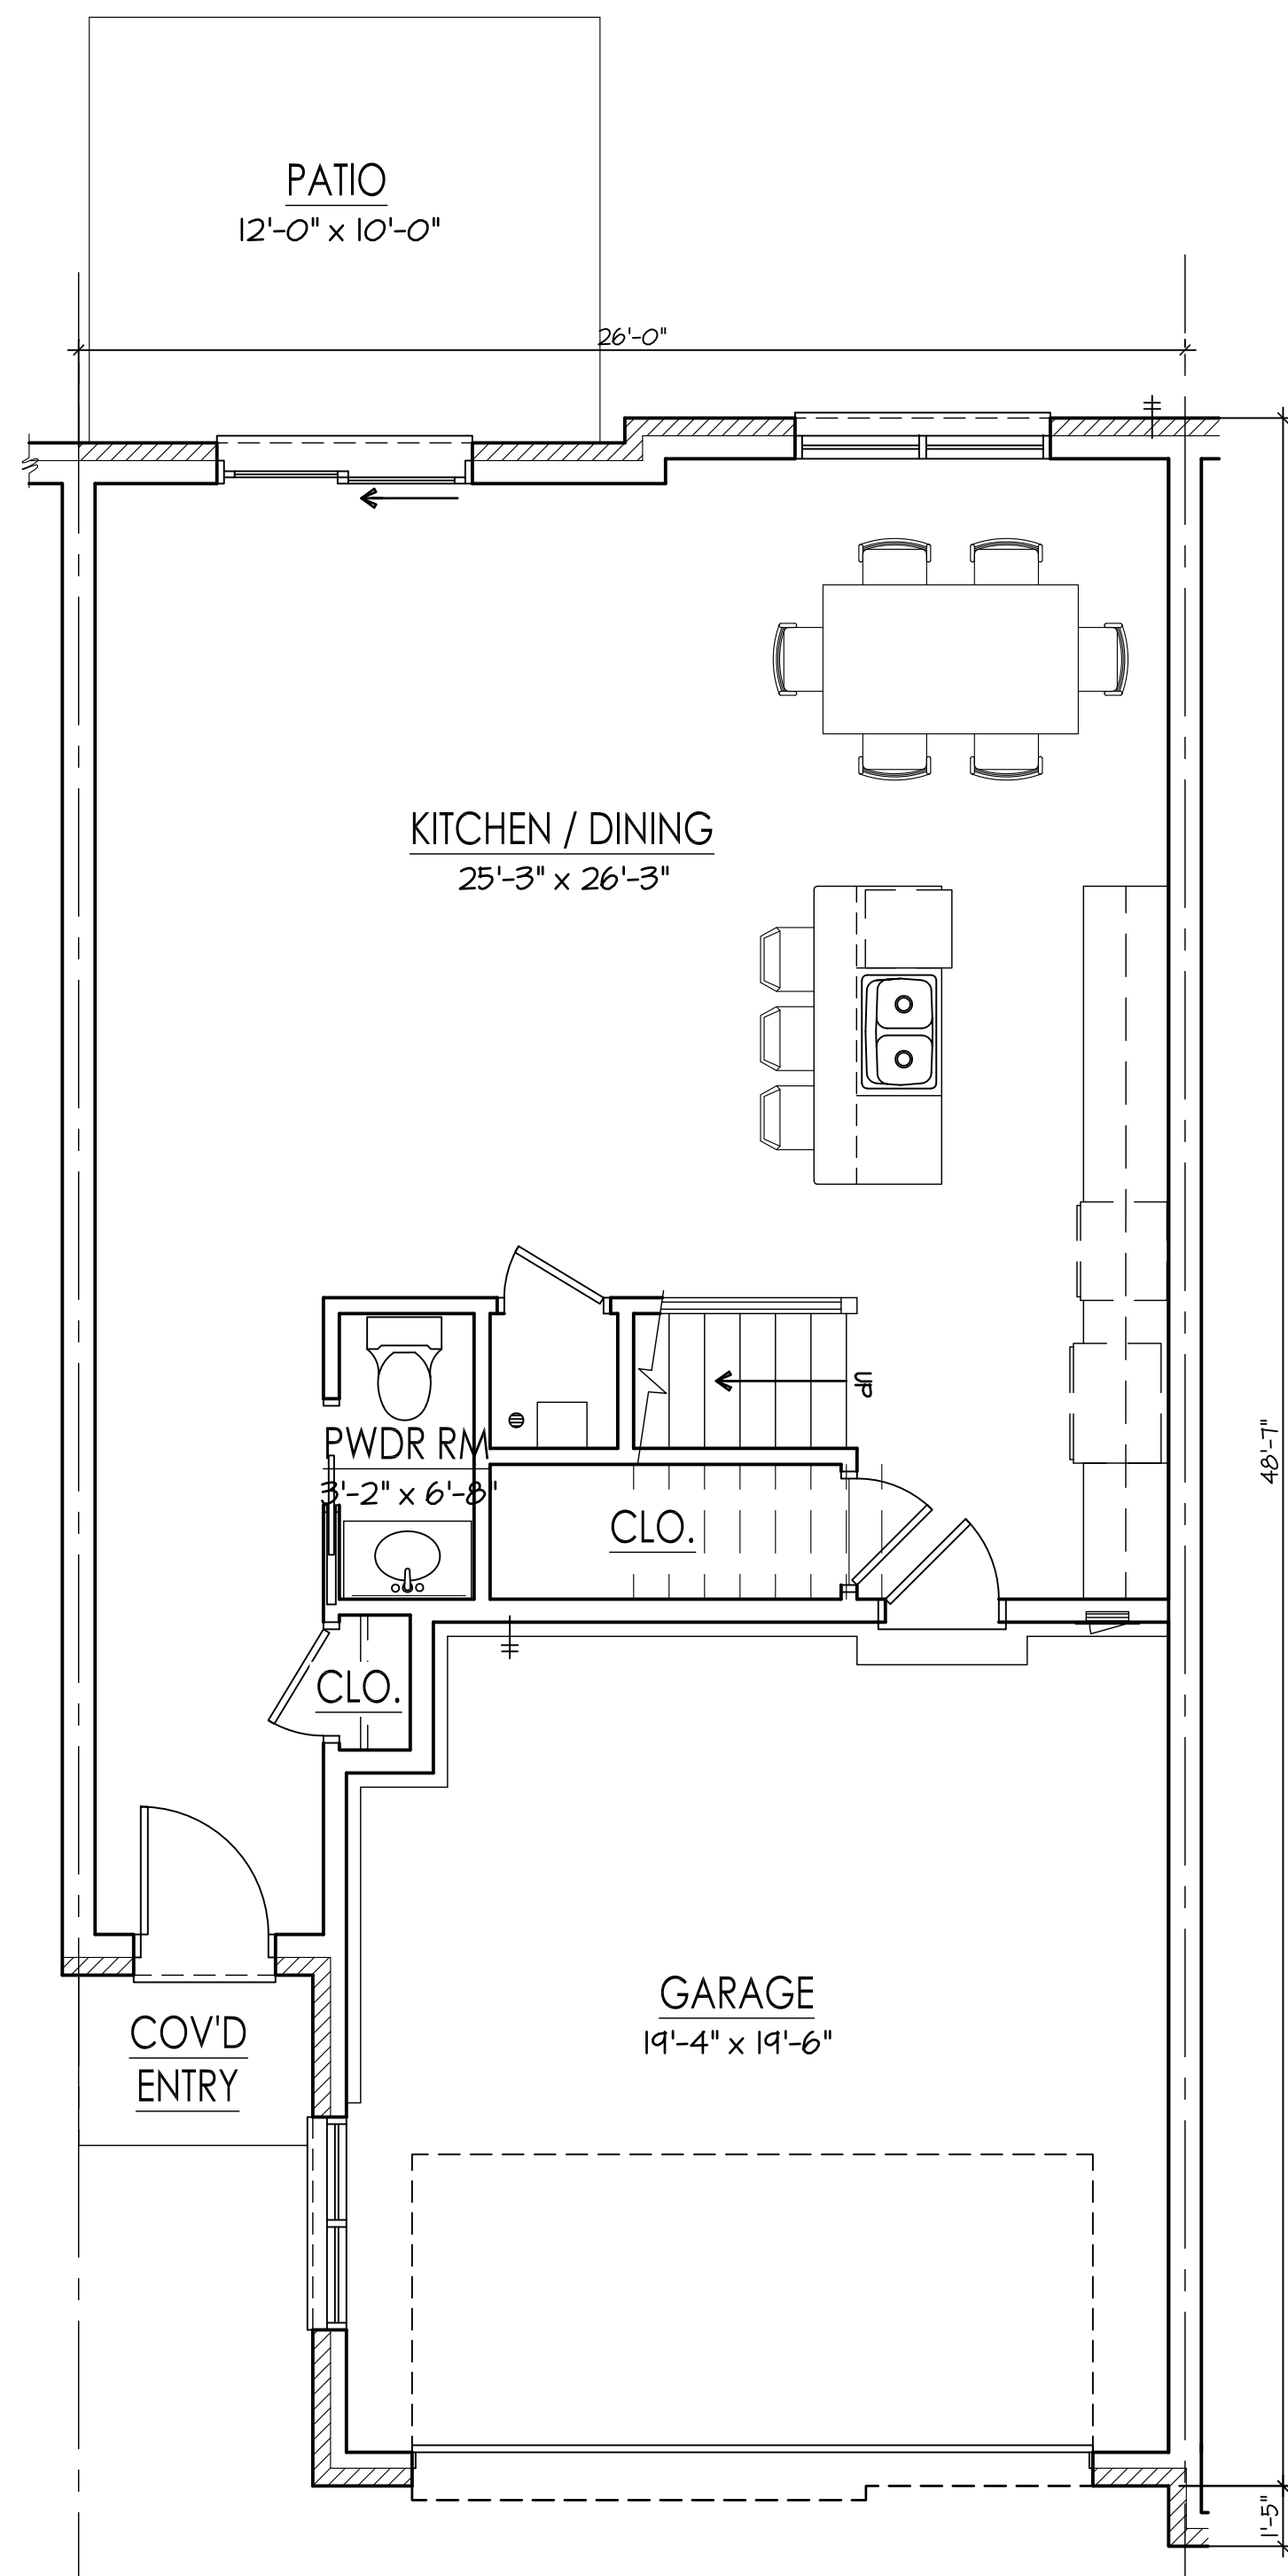 PATIO
12'-0" x 10'-0"
26'-0"
KITCHEN / DINING
25'-3" x 26'-3"
up
PWDR RM
3'-2" x 6'-8"
CLO.
CLO.
48'-7"
GARAGE
19'-4" x 19'-6"
COV'D
ENTRY
1'-5"